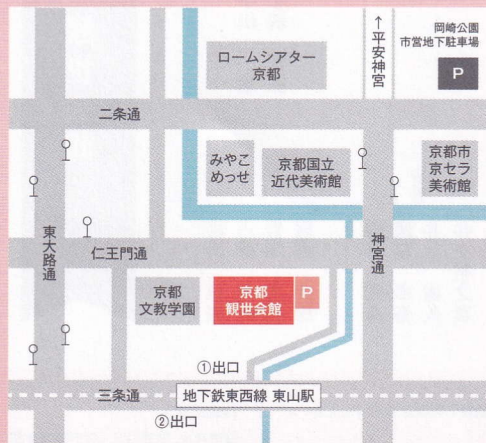 ↑平安神宮
岡崎公園
市営地下駐車場
P
ロームシアター
京都
二条通
みやこ
めっせ
京都国立
近代美術館
京都市
京セラ
美術館
東大路通
神宮通
仁王門通
京都
文教学園
京都
観世会館
P
①出口
三条通
地下鉄東西線 東山駅
②出口